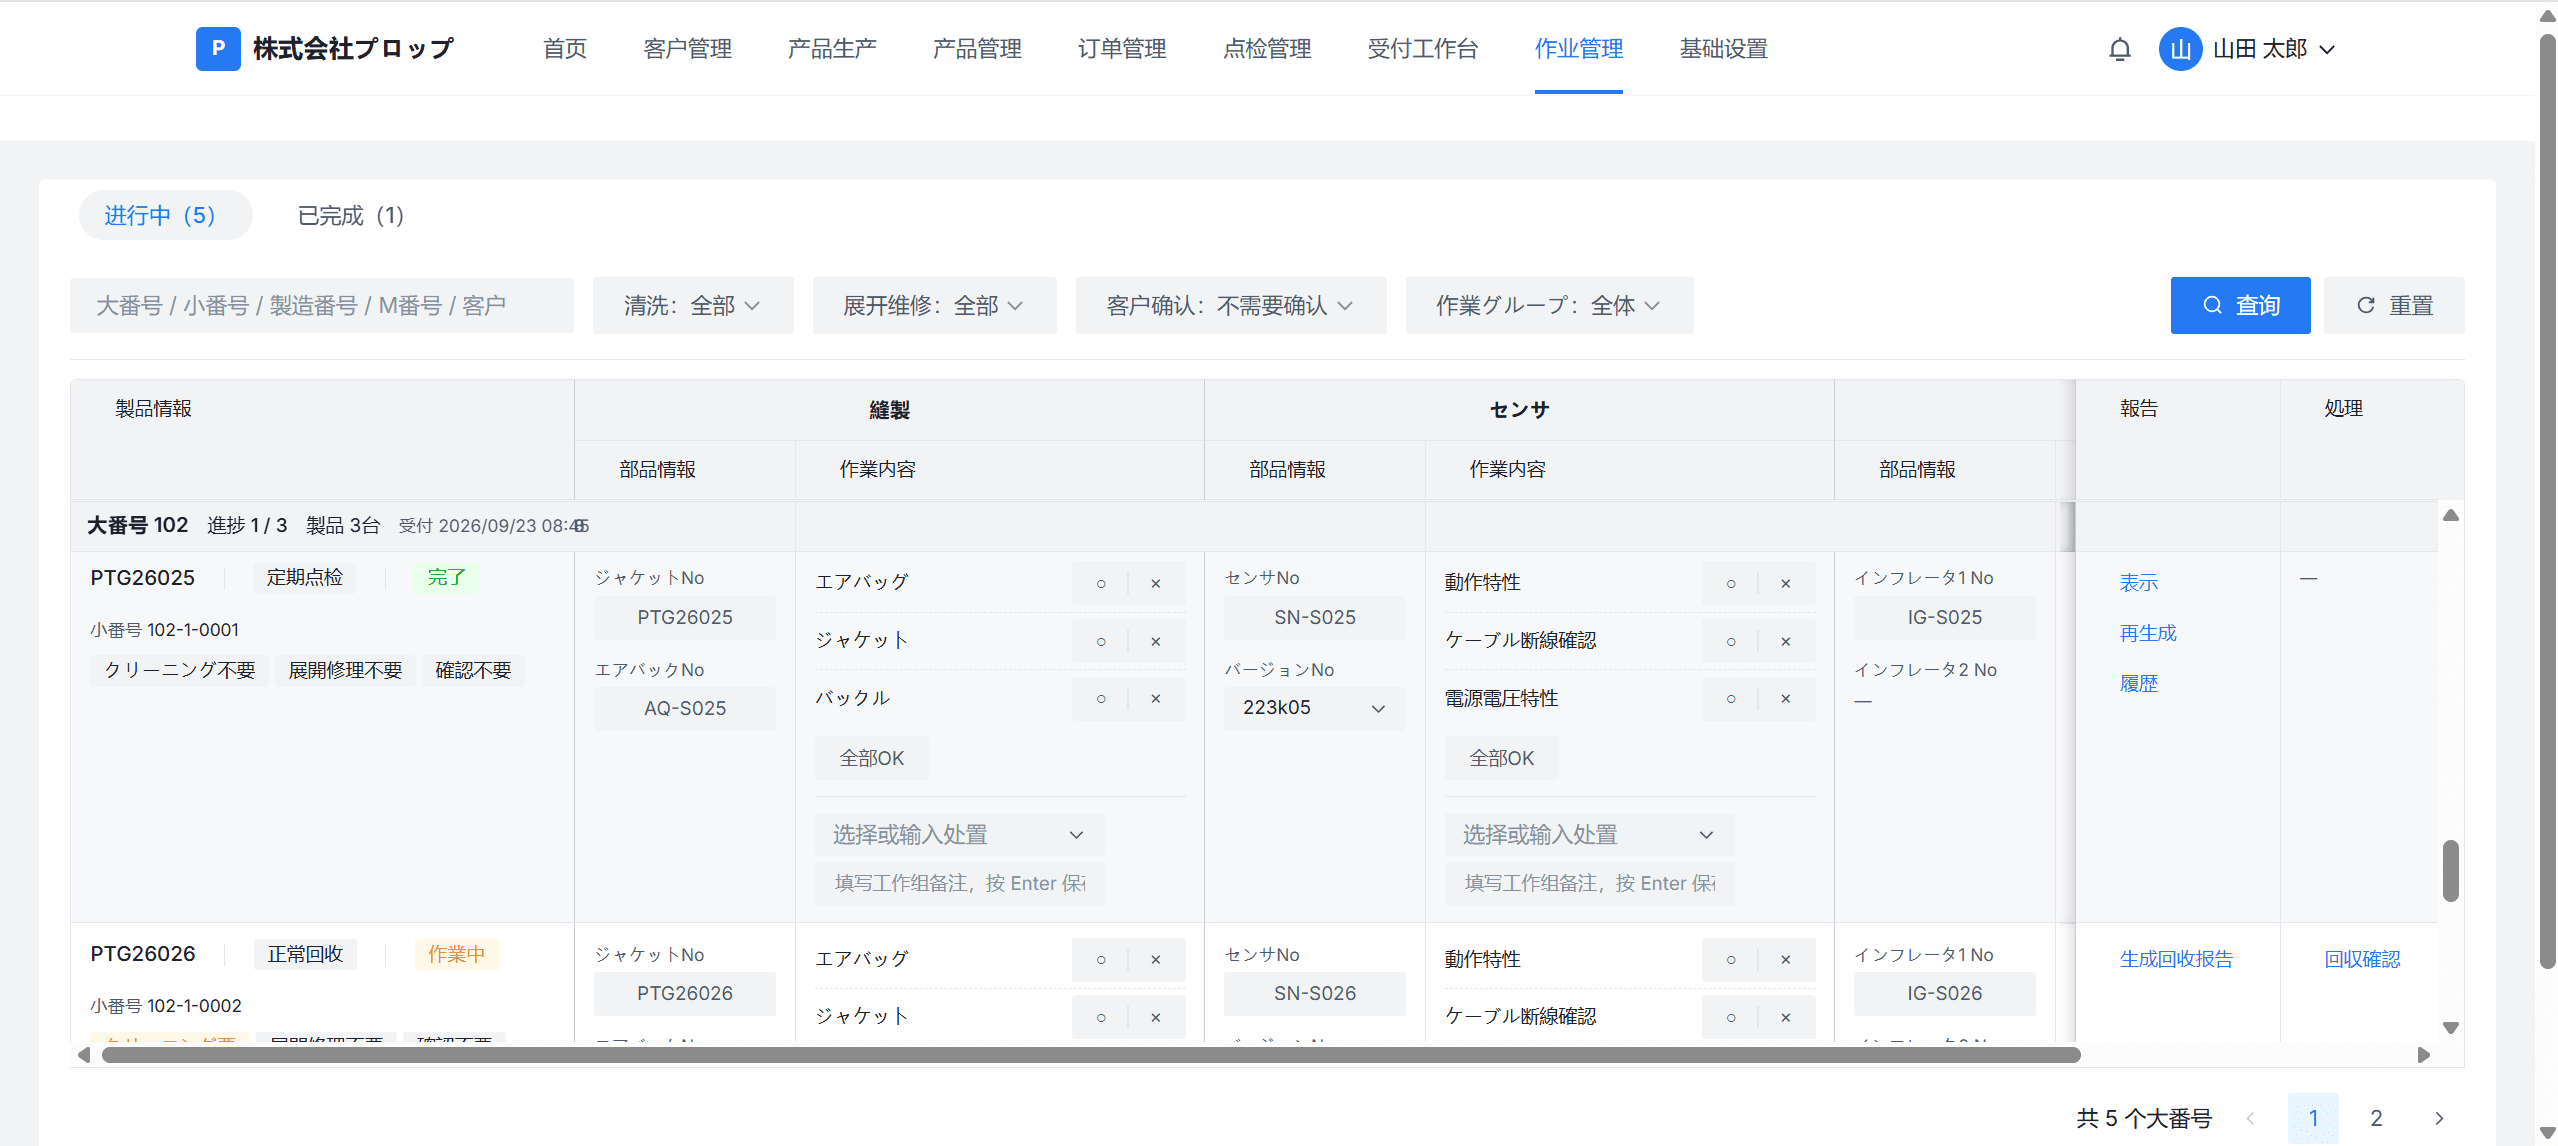 P 株式会社プロップ 首页 客户管理 产品生产 产品管理 订单管理 点检管理 受付工作台 作业管理 基础设置 山 山田 太郎
进行中（5） 已完成（1）
大番号 / 小番号 / 製造番号 / M番号 / 客户 清洗：全部 展开维修：全部 客户确认：不需要确认 作業グループ：全体 查询 重置
製品情報 縫製 センサ 報告 処理
部品情報 作業内容 部品情報 作業内容 部品情報
大番号 102 進捗 1 / 3 製品 3台 受付 2026/09/23
PTG26025 定期点检 完了 ジャケットNo エアバッグ ○ × センサNo 動作特性 ○ × インフレータ1 No 表示 —
PTG26025 SN-S025 IG-S025
小番号 102-1-0001 ジャケット ○ × ケーブル断線確認 ○ × 再生成
クリーニング不要 展開修理不要 確認不要 エアバックNo バージョンNo インフレータ2 No 履歴
AQ-S025 バックル ○ × 223k05 電源電圧特性 ○ × —
全部OK 全部OK
选择或输入处置 选择或输入处置
填写工作组备注，按 Enter 保 填写工作组备注，按 Enter 保
PTG26026 正常回收 作業中 ジャケットNo エアバッグ ○ × センサNo 動作特性 ○ × インフレータ1 No 生成回收报告 回収確認
PTG26026 SN-S026 IG-S026
小番号 102-1-0002 ジャケット ○ × ケーブル断線確認 ○ ×
共 5 个大番号 1 2